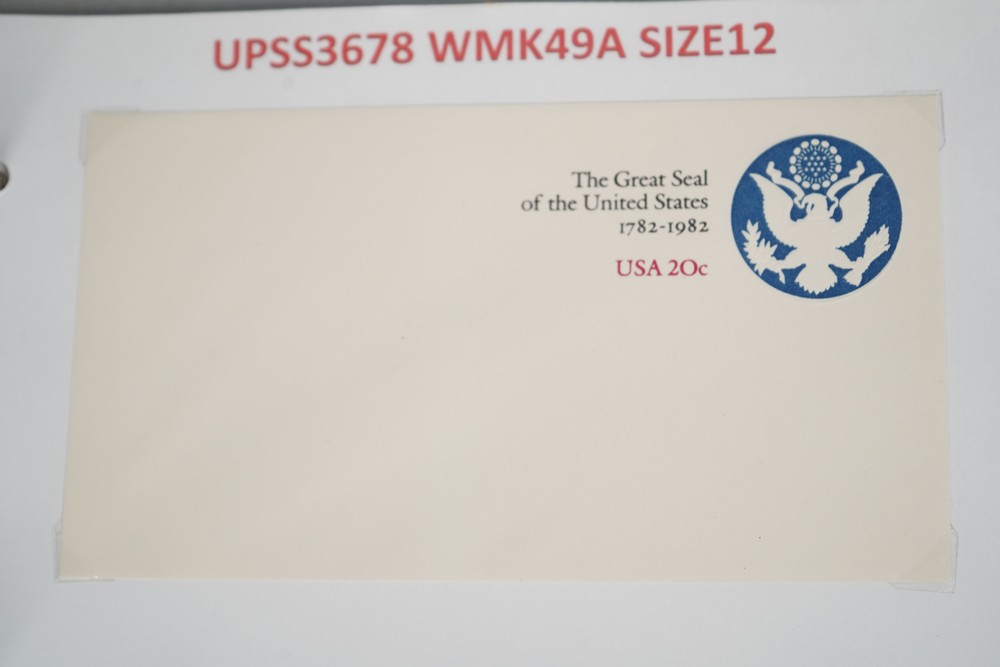 UPSS3678 WMK49A SIZE12
The Great Seal
of the United States
1782-1982
USA 20c